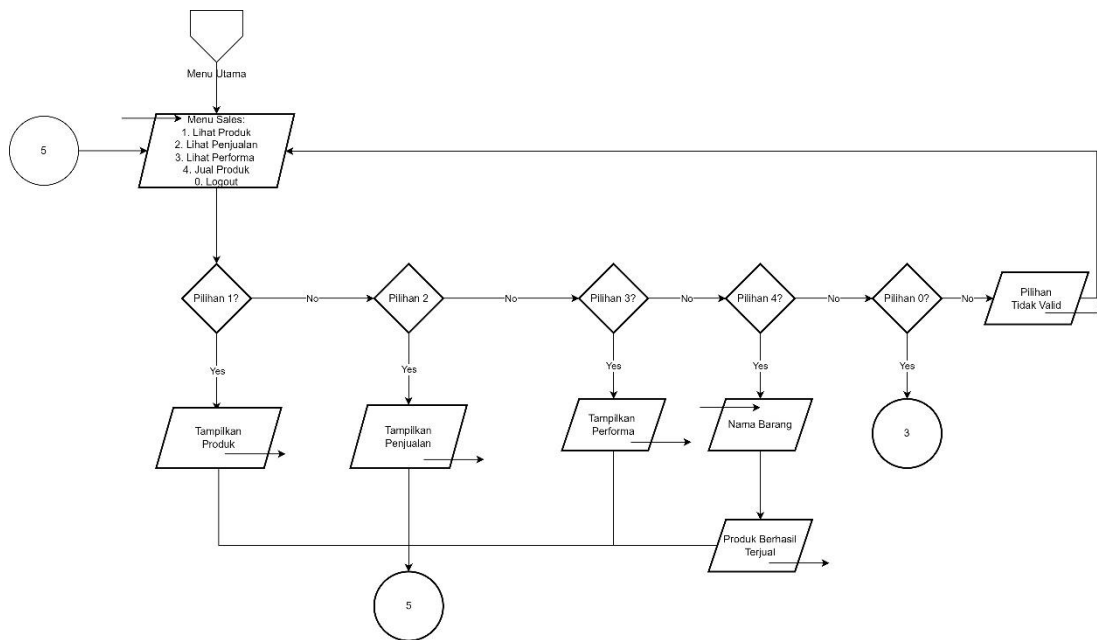 Menu Utama
Menu Sales:
1. Lihat Produk
2. Lihat Penjualan
3. Lihat Performa
4. Jual Produk
0. Logout
5
Pilihan 1?
No
Pilihan 2
No
Pilihan 3?
No
Pilihan 4?
No
Pilihan 0?
No
Pilihan
Tidak Valid
Yes
Yes
Yes
Yes
Yes
Tampilkan
Produk
Tampilkan
Penjualan
Tampilkan
Performa
Nama Barang
3
Produk Berhasil
Terjual
5